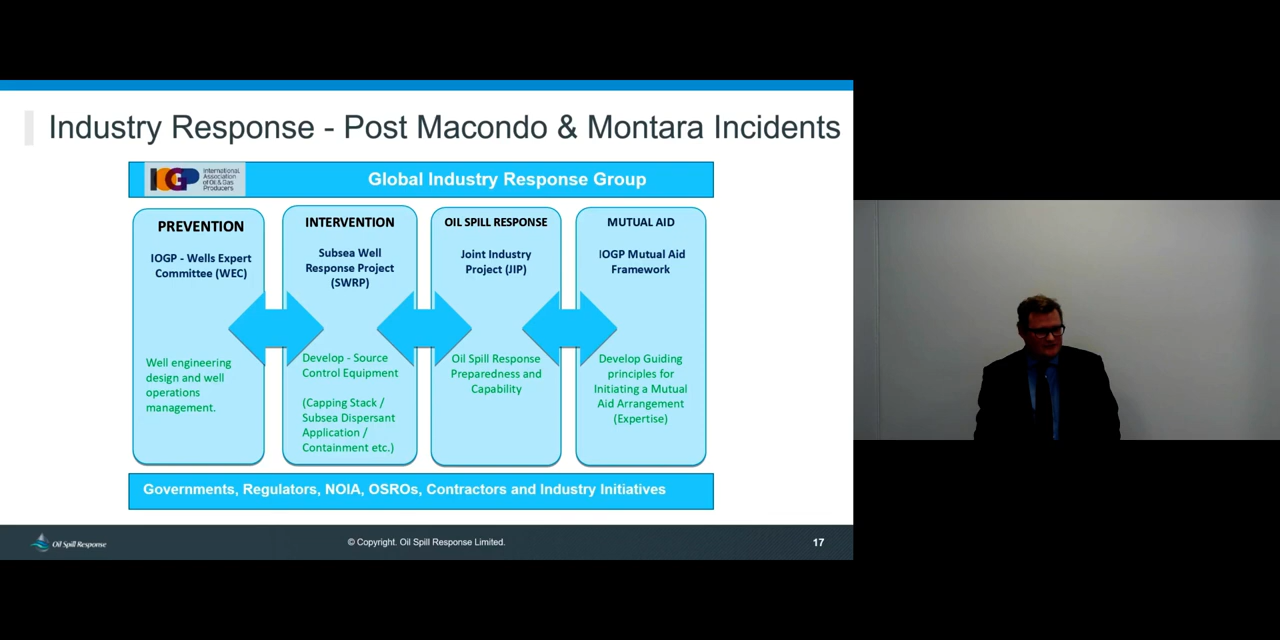 Industry Response - Post Macondo & Montara Incidents
IOGP International
Association
of Oil & Gas
Producers
Global Industry Response Group
PREVENTION
IOGP - Wells Expert
Committee (WEC)
Well engineering
design and well
operations
management.
INTERVENTION
Subsea Well
Response Project
(SWRP)
Develop - Source
Control Equipment
(Capping Stack /
Subsea Dispersant
Application /
Containment etc.)
OIL SPILL RESPONSE
Joint Industry
Project (JIP)
Oil Spill Response
Preparedness and
Capability
MUTUAL AID
IOGP Mutual Aid
Framework
Develop Guiding
principles for
Initiating a Mutual
Aid Arrangement
(Expertise)
Governments, Regulators, NOIA, OSROs, Contractors and Industry Initiatives
Oil Spill Response
© Copyright. Oil Spill Response Limited.
17